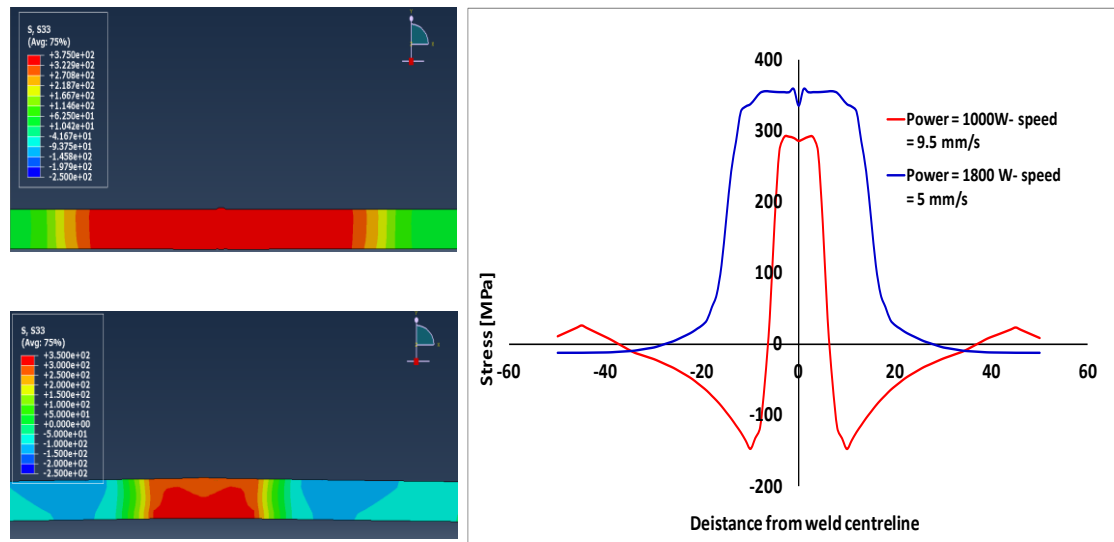 S, S33
(Avg: 75%)
+3.750e+02
+3.229e+02
+2.708e+02
+2.187e+02
+1.667e+02
+1.146e+02
+6.250e+01
+1.042e+01
-4.167e+01
-9.375e+01
-1.458e+02
-1.979e+02
-2.500e+02
S, S33
(Avg: 75%)
+3.500e+02
+3.000e+02
+2.500e+02
+2.000e+02
+1.500e+02
+1.000e+02
+5.000e+01
+0.000e+00
-5.000e+01
-1.000e+02
-1.500e+02
-2.000e+02
-2.500e+02
400
300
200
100
0
-100
-200
Stress [MPa]
-60
-40
-20
0
20
40
60
Deistance from weld centreline
Power = 1000W- speed
= 9.5 mm/s
Power = 1800 W- speed
= 5 mm/s